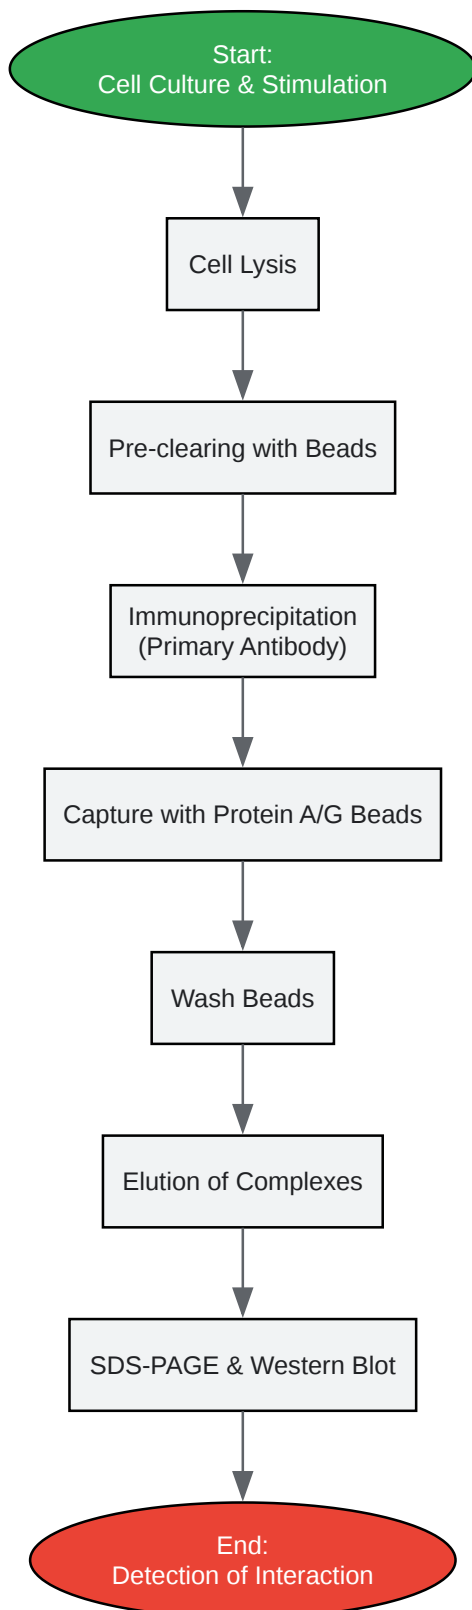 Start:
Cell Culture & Stimulation
Cell Lysis
Pre-clearing with Beads
Immunoprecipitation
(Primary Antibody)
Capture with Protein A/G Beads
Wash Beads
Elution of Complexes
SDS-PAGE & Western Blot
End:
Detection of Interaction